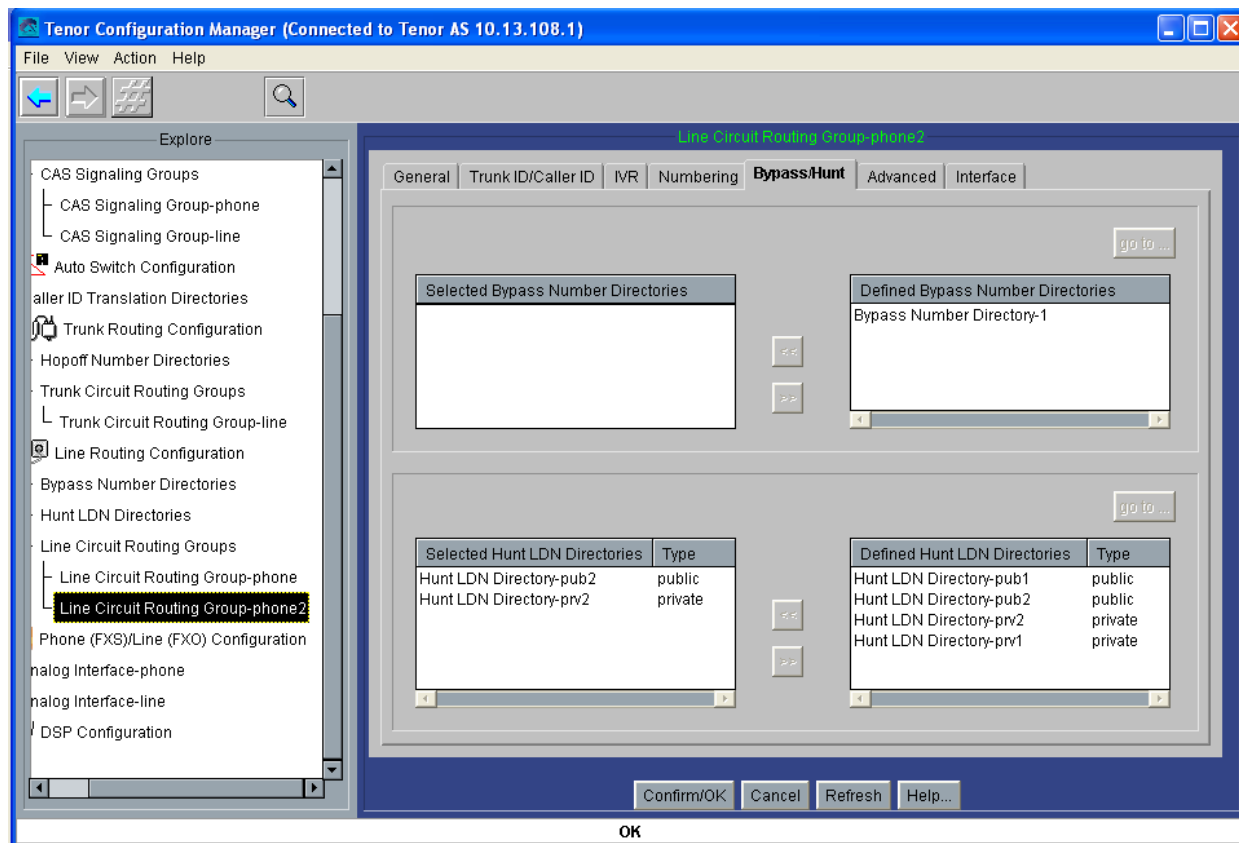 Tenor Configuration Manager (Connected to Tenor AS 10.13.108.1)
File View Action Help
Explore
CAS Signaling Groups
CAS Signaling Group-phone
CAS Signaling Group-line
Auto Switch Configuration
aller ID Translation Directories
Trunk Routing Configuration
Hopoff Number Directories
Trunk Circuit Routing Groups
Trunk Circuit Routing Group-line
Line Routing Configuration
Bypass Number Directories
Hunt LDN Directories
Line Circuit Routing Groups
Line Circuit Routing Group-phone
Line Circuit Routing Group-phone2
Phone (FXS)/Line (FXO) Configuration
nalog Interface-phone
nalog Interface-line
DSP Configuration
Line Circuit Routing Group-phone2
General Trunk ID/Caller ID IVR Numbering Bypass/Hunt Advanced Interface
go to ...
Selected Bypass Number Directories
<<
>>
Defined Bypass Number Directories
Bypass Number Directory-1
go to ...
Selected Hunt LDN Directories Type
Hunt LDN Directory-pub2 public
Hunt LDN Directory-prv2 private
<<
>>
Defined Hunt LDN Directories Type
Hunt LDN Directory-pub1 public
Hunt LDN Directory-pub2 public
Hunt LDN Directory-prv2 private
Hunt LDN Directory-prv1 private
Confirm/OK Cancel Refresh Help...
OK